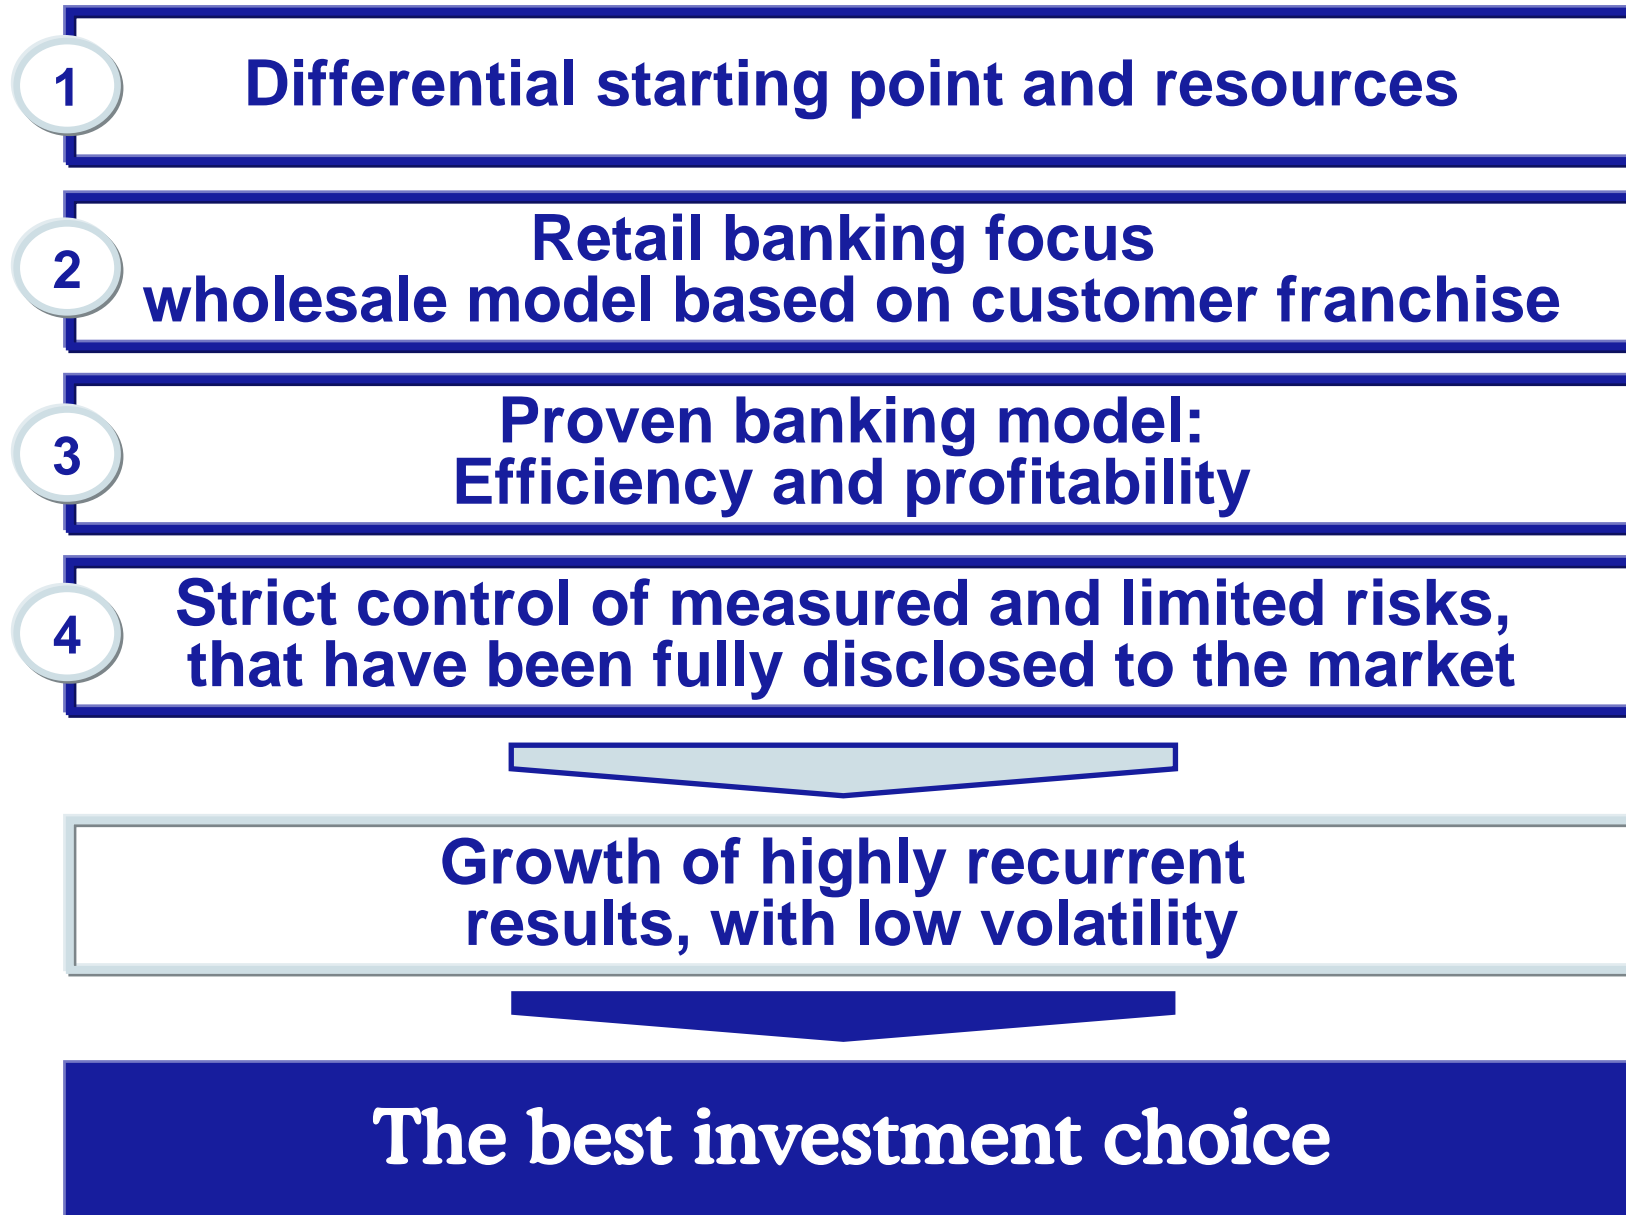 1
Differential starting point and resources
2
Retail banking focus
wholesale model based on customer franchise
3
Proven banking model:
Efficiency and profitability
4
Strict control of measured and limited risks,
that have been fully disclosed to the market
Growth of highly recurrent
results, with low volatility
The best investment choice